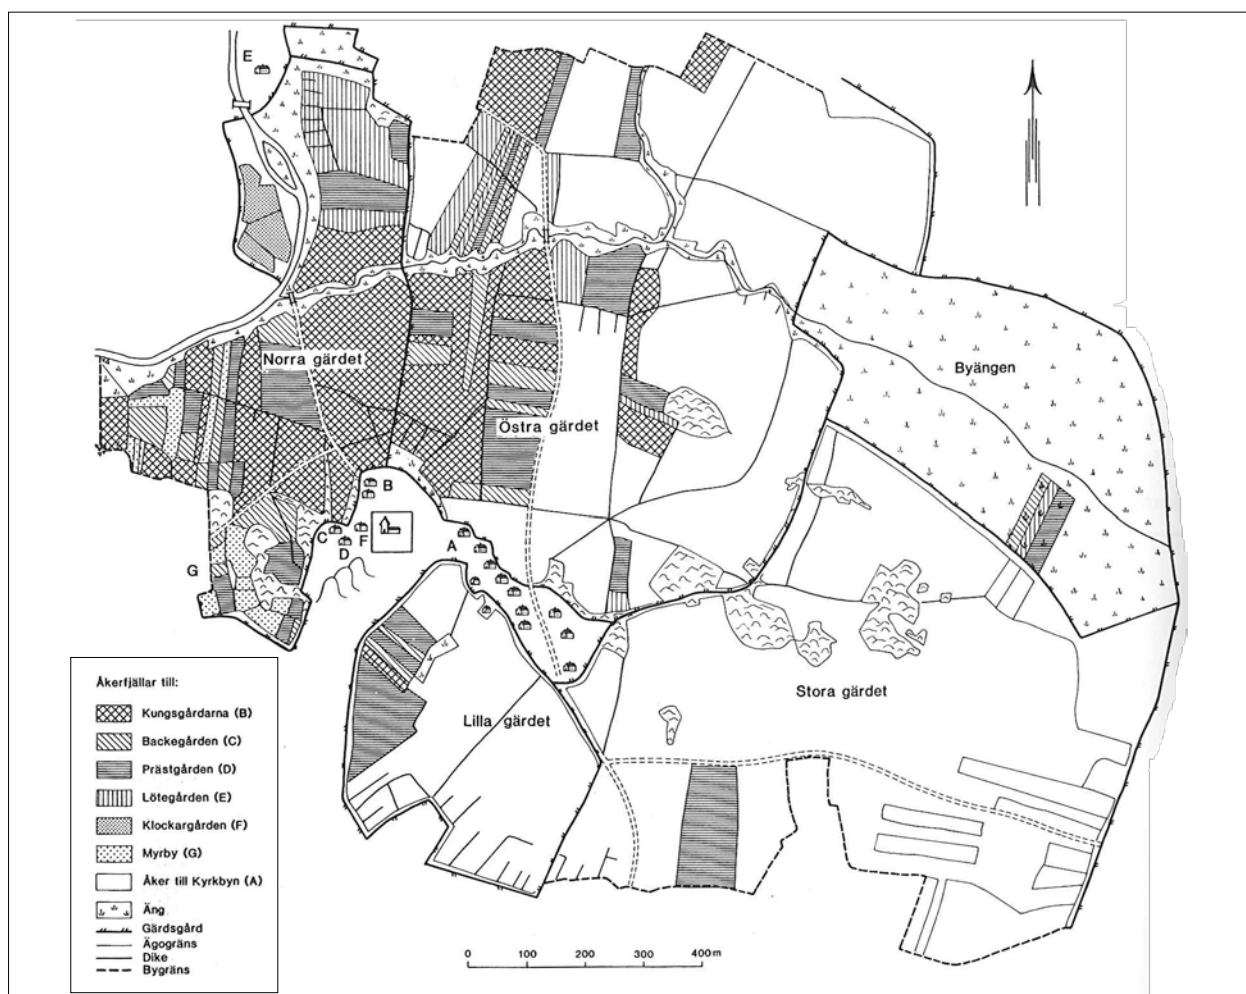 E
Norra gärdet
Byängen
Östra gärdet
B
C
F
D
A
G
Stora gärdet
Lilla gärdet
Åkerfjällar till:
Kungsgårdarna (B)
Backegården (C)
Prästgården (D)
Lötegården (E)
Klockargården (F)
Myrby (G)
Åker till Kyrkbyn (A)
Äng
Gärdsgård
Ägogräns
Dike
Bygräns
0 100 200 300 400 m